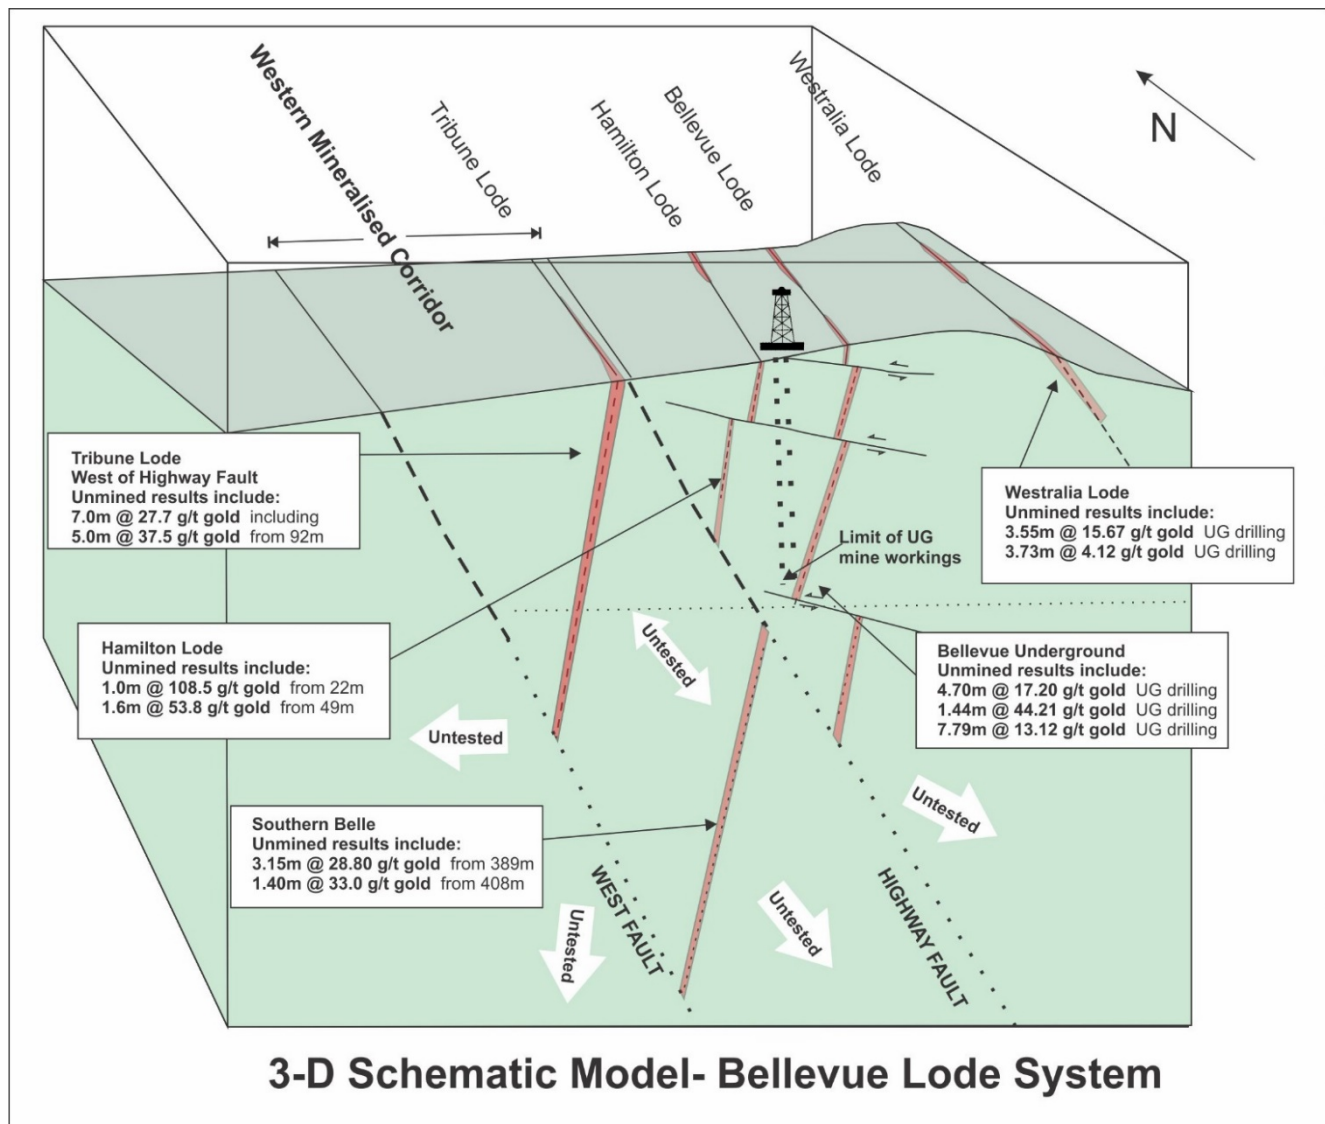 Western Mineralised Corridor
Tribune Lode
Hamilton Lode
Bellevue Lode
Westralia Lode
N
Tribune Lode
West of Highway Fault
Unmined results include:
7.0m @ 27.7 g/t gold including
5.0m @ 37.5 g/t gold from 92m
Westralia Lode
Unmined results include:
3.55m @ 15.67 g/t gold UG drilling
3.73m @ 4.12 g/t gold UG drilling
Limit of UG
mine workings
Hamilton Lode
Unmined results include:
1.0m @ 108.5 g/t gold from 22m
1.6m @ 53.8 g/t gold from 49m
Untested
Bellevue Underground
Unmined results include:
4.70m @ 17.20 g/t gold UG drilling
1.44m @ 44.21 g/t gold UG drilling
7.79m @ 13.12 g/t gold UG drilling
Untested
Untested
Southern Belle
Unmined results include:
3.15m @ 28.80 g/t gold from 389m
1.40m @ 33.0 g/t gold from 408m
WEST FAULT
HIGHWAY FAULT
Untested
Untested
3-D Schematic Model- Bellevue Lode System